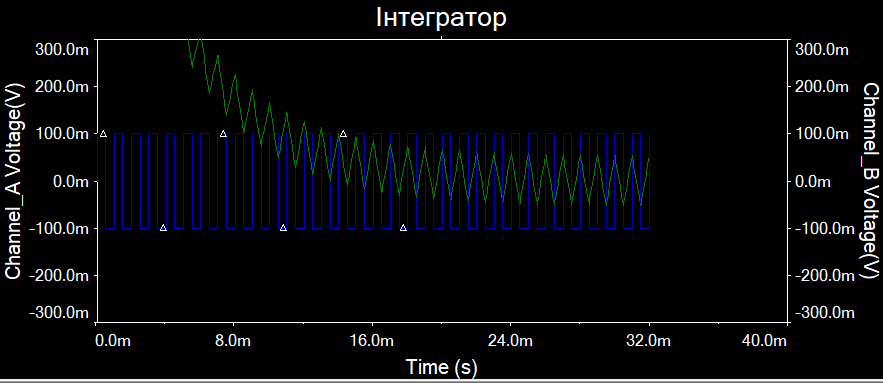 Інтегратор
Channel_A Voltage(V)
300.0m
200.0m
100.0m
0.0m
-100.0m
-200.0m
-300.0m
300.0m
200.0m
100.0m
0.0m
-100.0m
-200.0m
-300.0m
Channel_B Voltage(V)
0.0m 8.0m 16.0m 24.0m 32.0m 40.0m
Time (s)